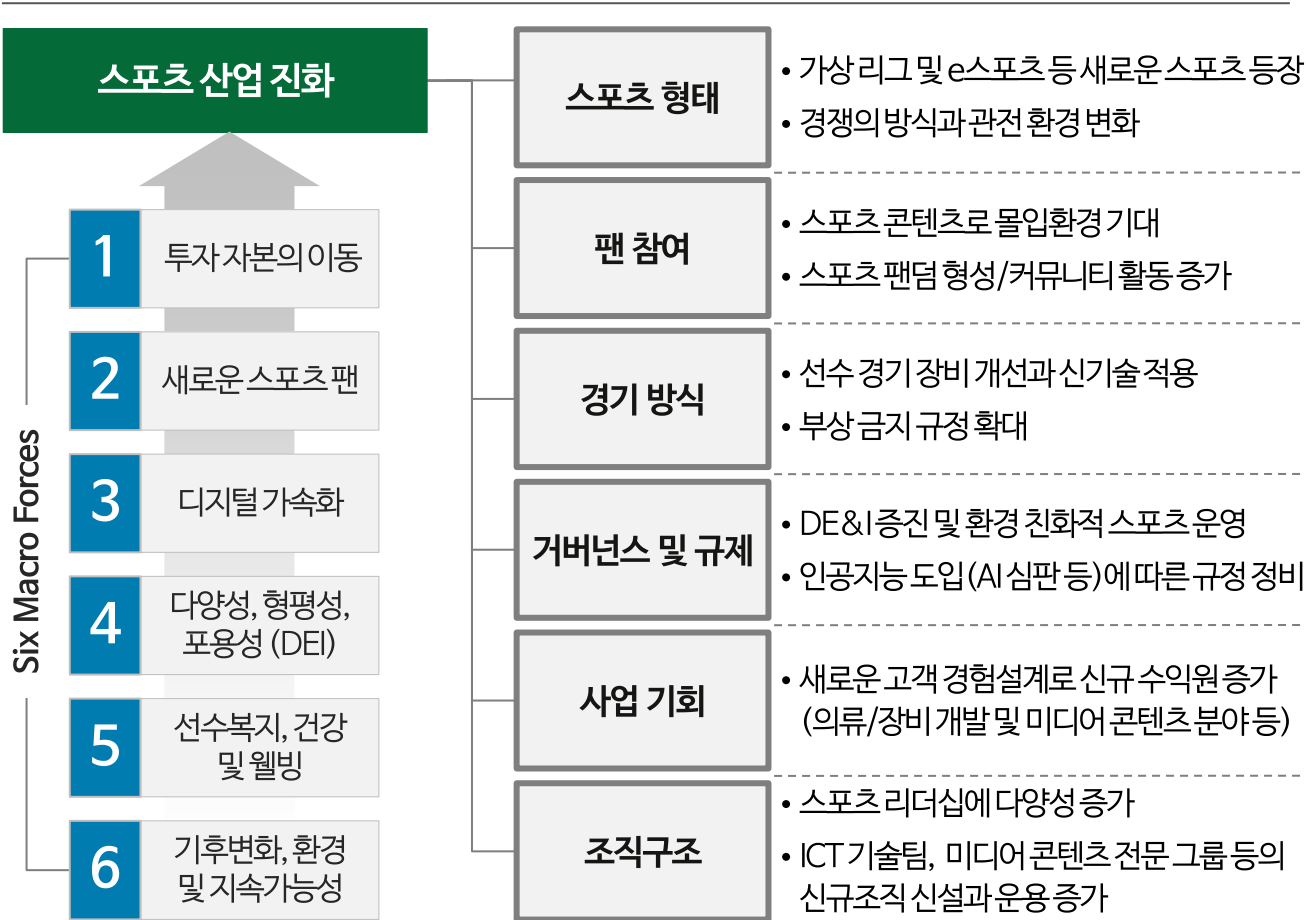 스포츠 산업 진화
Six Macro Forces
1
투자 자본의 이동
2
새로운 스포츠 팬
3
디지털 가속화
4
다양성, 형평성,
포용성 (DEI)
5
선수복지, 건강
및 웰빙
6
기후변화, 환경
및 지속가능성
스포츠 형태
• 가상 리그 및 e스포츠 등 새로운 스포츠 등장
• 경쟁의 방식과 관전 환경 변화
팬 참여
• 스포츠 콘텐츠로 몰입환경 기대
• 스포츠 팬덤 형성/커뮤니티 활동 증가
경기 방식
• 선수 경기 장비 개선과 신기술 적용
• 부상 금지 규정 확대
거버넌스 및 규제
• DE&I 증진 및 환경 친화적 스포츠 운영
• 인공지능 도입(AI 심판 등)에 따른 규정 정비
사업 기회
• 새로운 고객 경험설계로 신규 수익원 증가
(의류/장비 개발 및 미디어 콘텐츠 분야 등)
조직구조
• 스포츠 리더십에 다양성 증가
• ICT 기술팀, 미디어 콘텐츠 전문 그룹 등의
신규조직 신설과 운용 증가